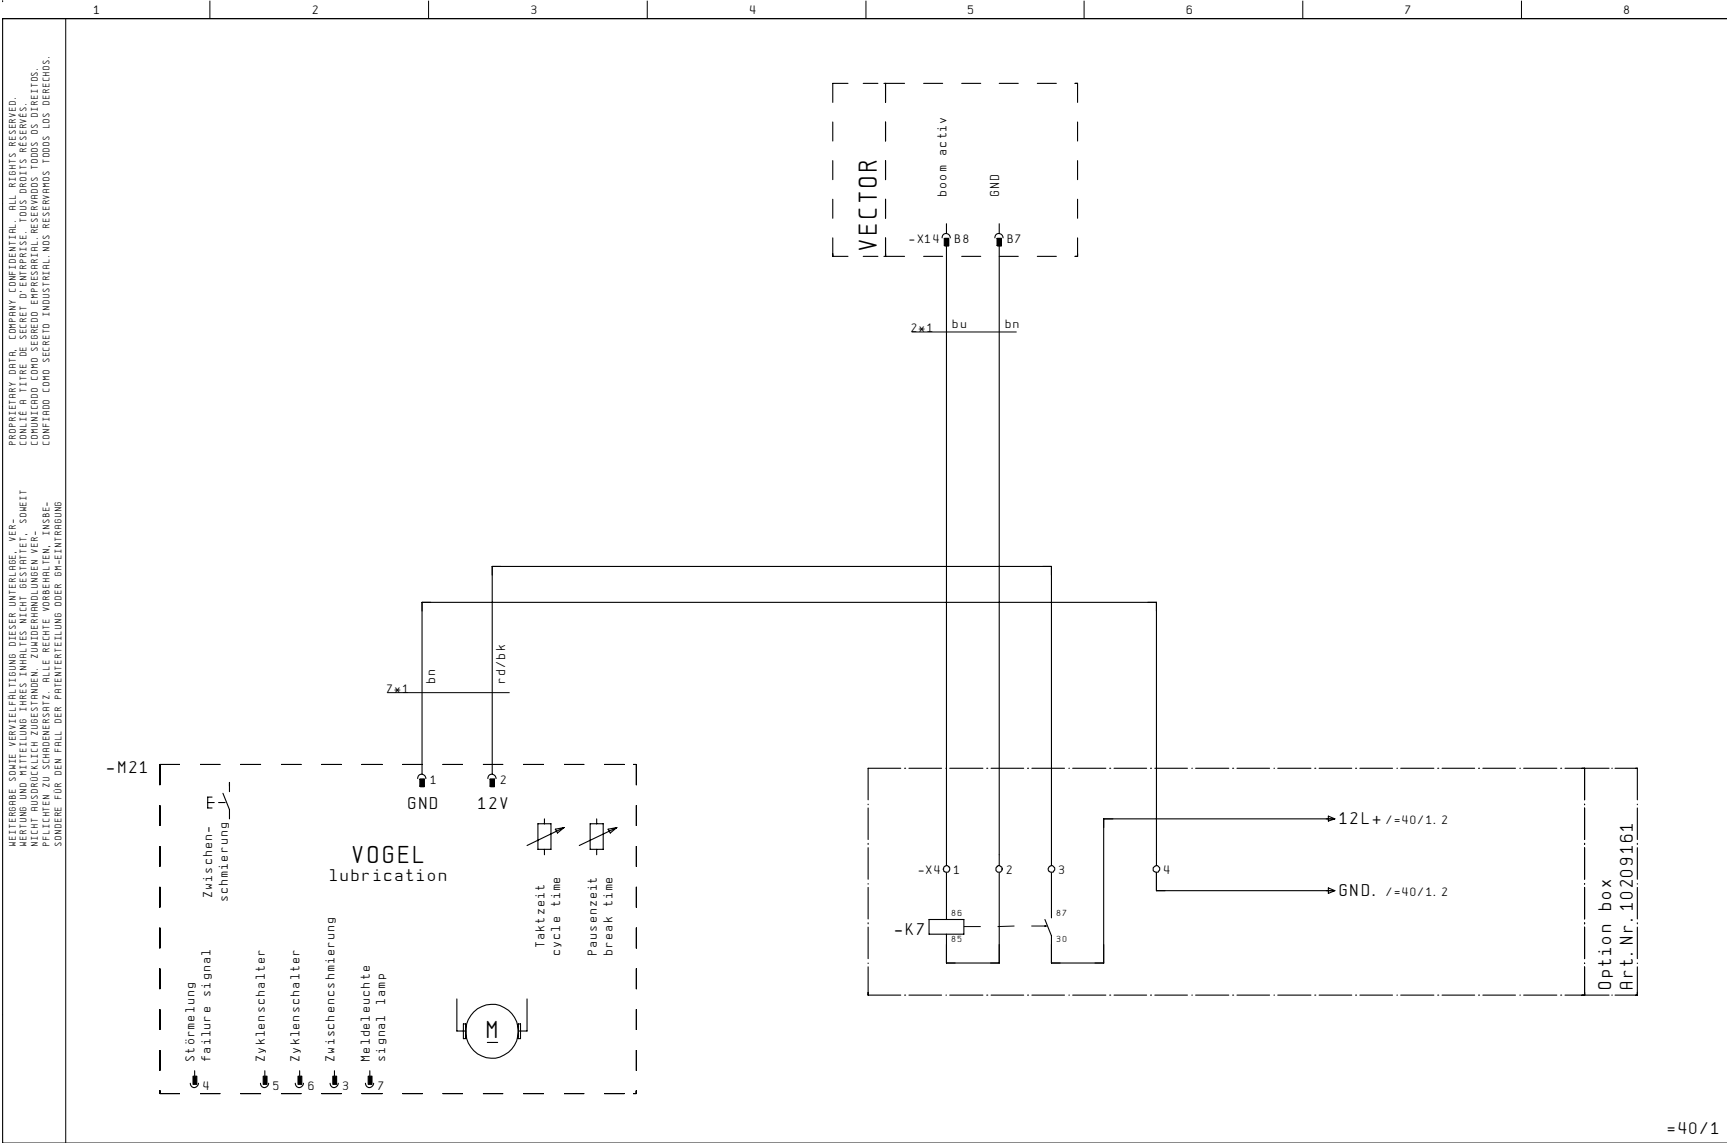 1 2 3 4 5 6 7 8
PROPRIETARY DATA, COMPANY CONFIDENTIAL. ALL RIGHTS RESERVED.
CONLIÉ A TITRE DE SECRET D'ENTRPRISE. TOUS DROITS RÉSERVÉS.
COMUNICADO COMO SEGREDO EMPRESARIAL.RESERVADOS TODOS OS DIREITOS.
CONFIADO COMO SECRETO INDUSTRIAL.NOS RESERVAMOS TODOS LOS DERECHOS.
WEITERGABE SOWIE VERVIELFÄLTIGUNG DIESER UNTERLAGE, VER-
WERTUNG UND MITTEILUNG IHRES INHALTES NICHT GESTATTET, SOWEIT
NICHT AUSDRÜCKLICH ZUGESTANDEN. ZUWIDERHANDLUNGEN VER-
PFLICHTEN ZU SCHADENERSATZ. ALLE RECHTE VORBEHALTEN, INSBE-
SONDERE FÜR DEN FALL DER PATENTERTEILUNG ODER GM-EINTRAGUNG
VECTOR
boom activ
GND
-X14 B8 B7
2*1 bu bn
Z*1 bn rd/bk
-M21
1 2
GND 12V
Zwischen-
schmierung
VOGEL
lubrication
Taktzeit
cycle time
Pausenzeit
break time
Störmelung
failure signal
Zyklenschalter
Zyklenschalter
Zwischencshmierung
Meldeleuchte
signal lamp
M
4 5 6 3 7
12L+ /=40/1.2
-X4 1 2 3 4
GND. /=40/1.2
-K7
86
85
87
30
Option box
Art.Nr.10209161
=40/1